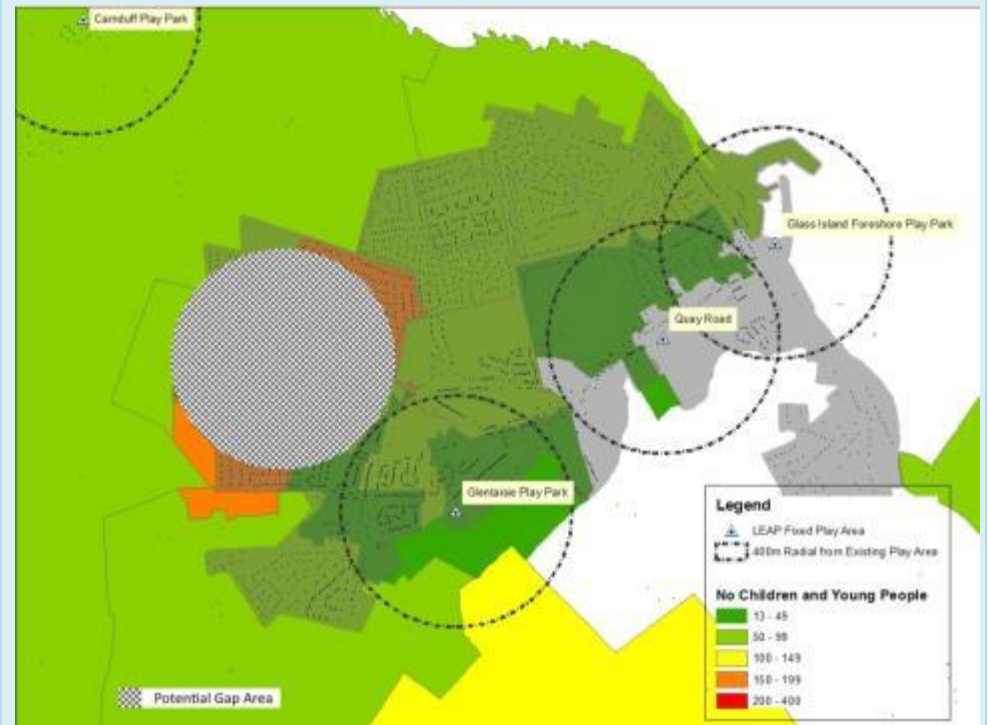 Carnduff Play Park
Glass Island Foreshore Play Park
Quay Road
Glentaisie Play Park
Legend
LEAP Fixed Play Area
400m Radial from Existing Play Area
No Children and Young People
13 - 49
50 - 99
100 - 149
150 - 199
200 - 400
Potential Gap Area